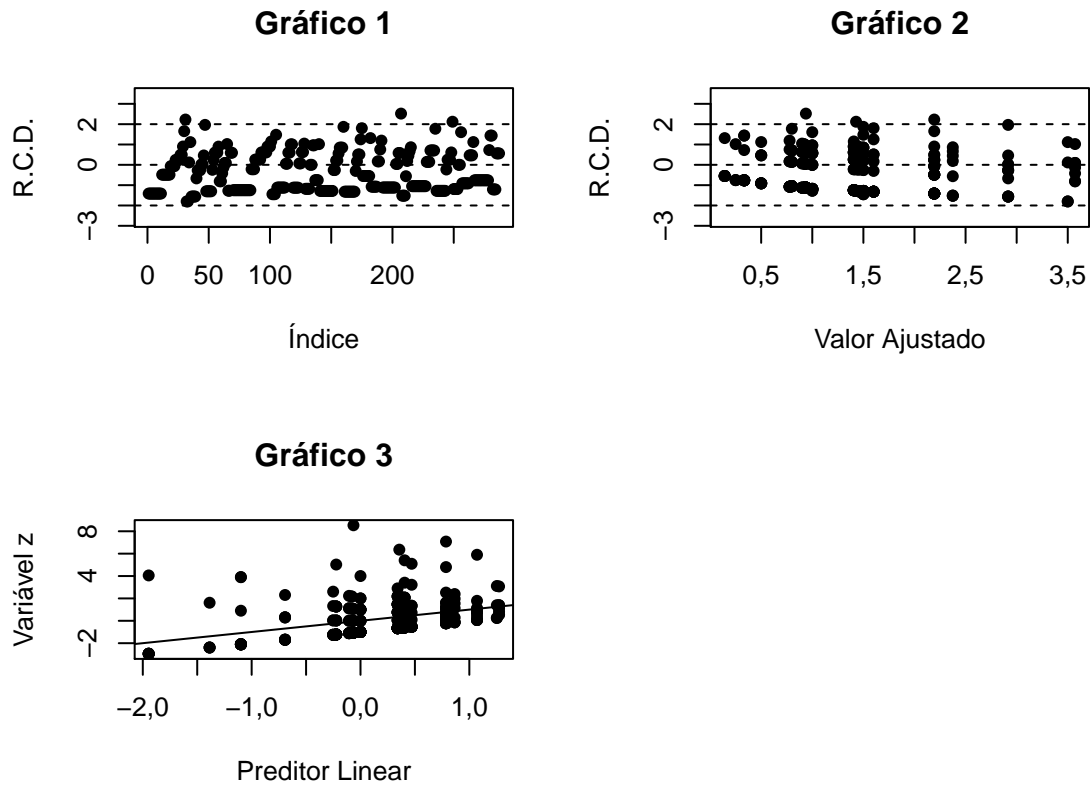 Gráfico 1
R.C.D.
2
0
−3
0 50 100 200
Índice
Gráfico 2
R.C.D.
2
0
−3
0,5 1,5 2,5 3,5
Valor Ajustado
Gráfico 3
Variável z
8
4
−2
−2,0 −1,0 0,0 1,0
Preditor Linear